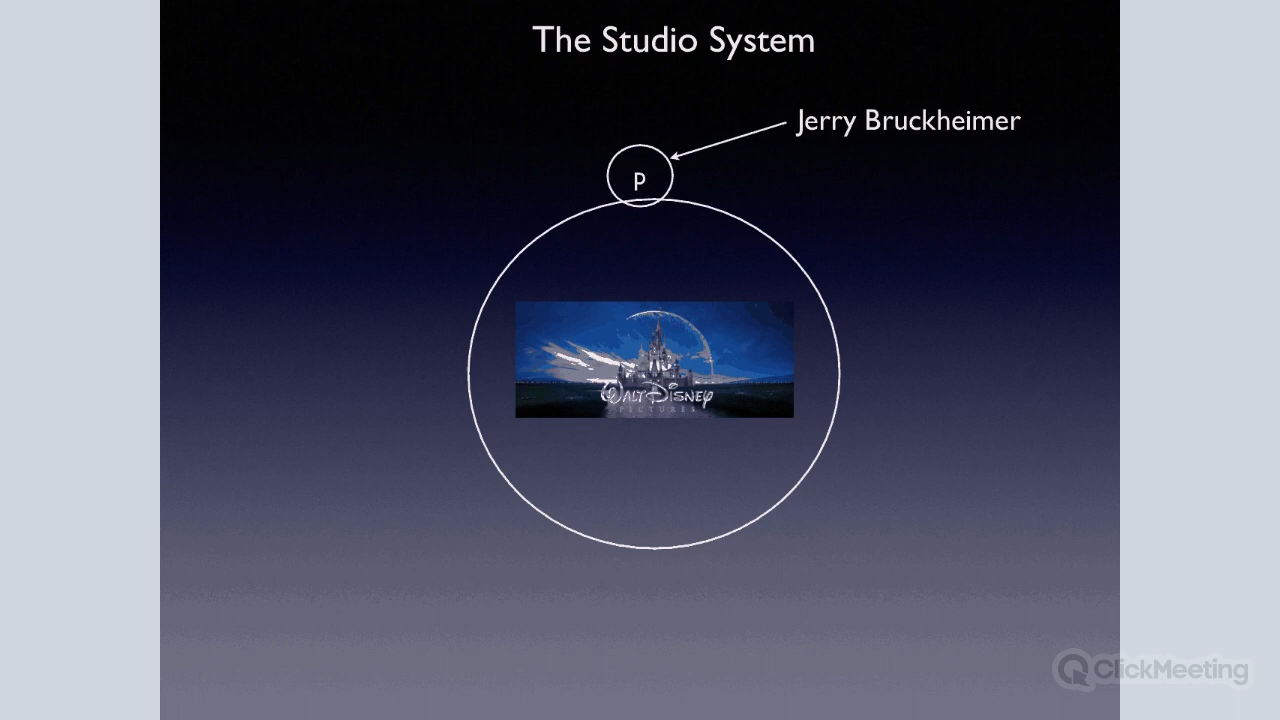 The Studio System
Jerry Bruckheimer
P
WALT DISNEY
PICTURES
ClickMeeting